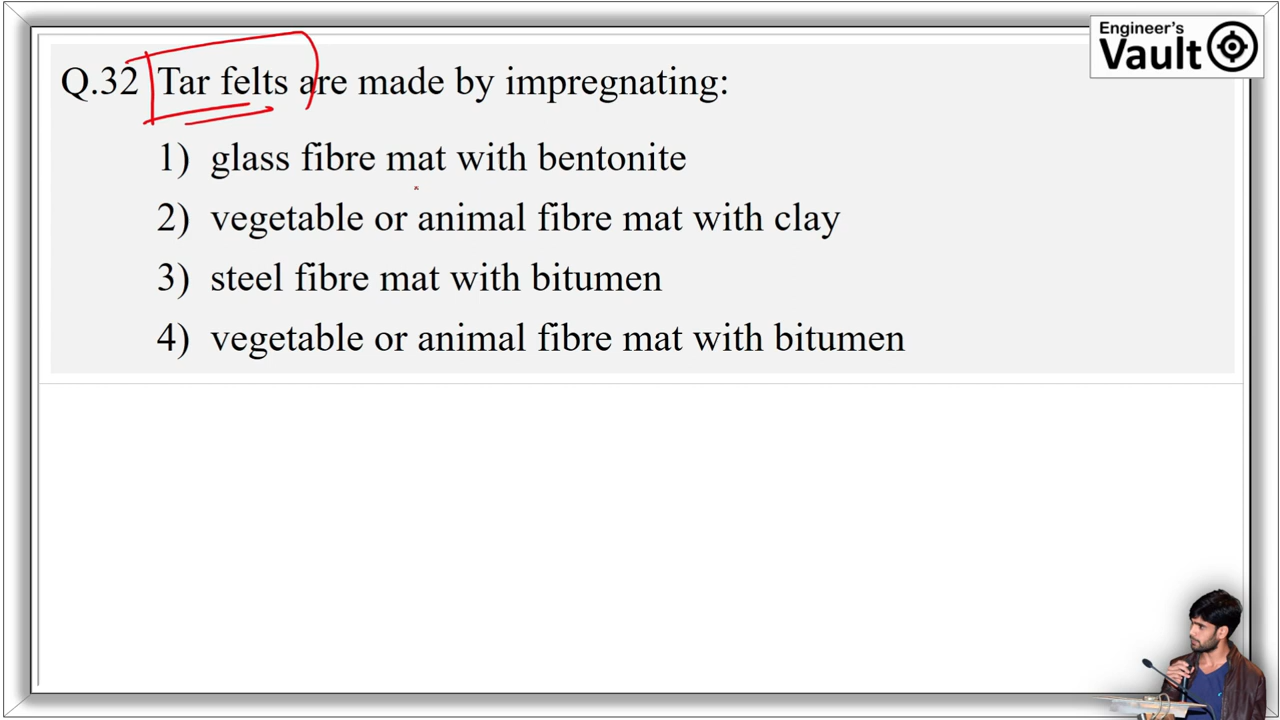 Engineer's
Vault
Q.32 Tar felts are made by impregnating:
1) glass fibre mat with bentonite
2) vegetable or animal fibre mat with clay
3) steel fibre mat with bitumen
4) vegetable or animal fibre mat with bitumen